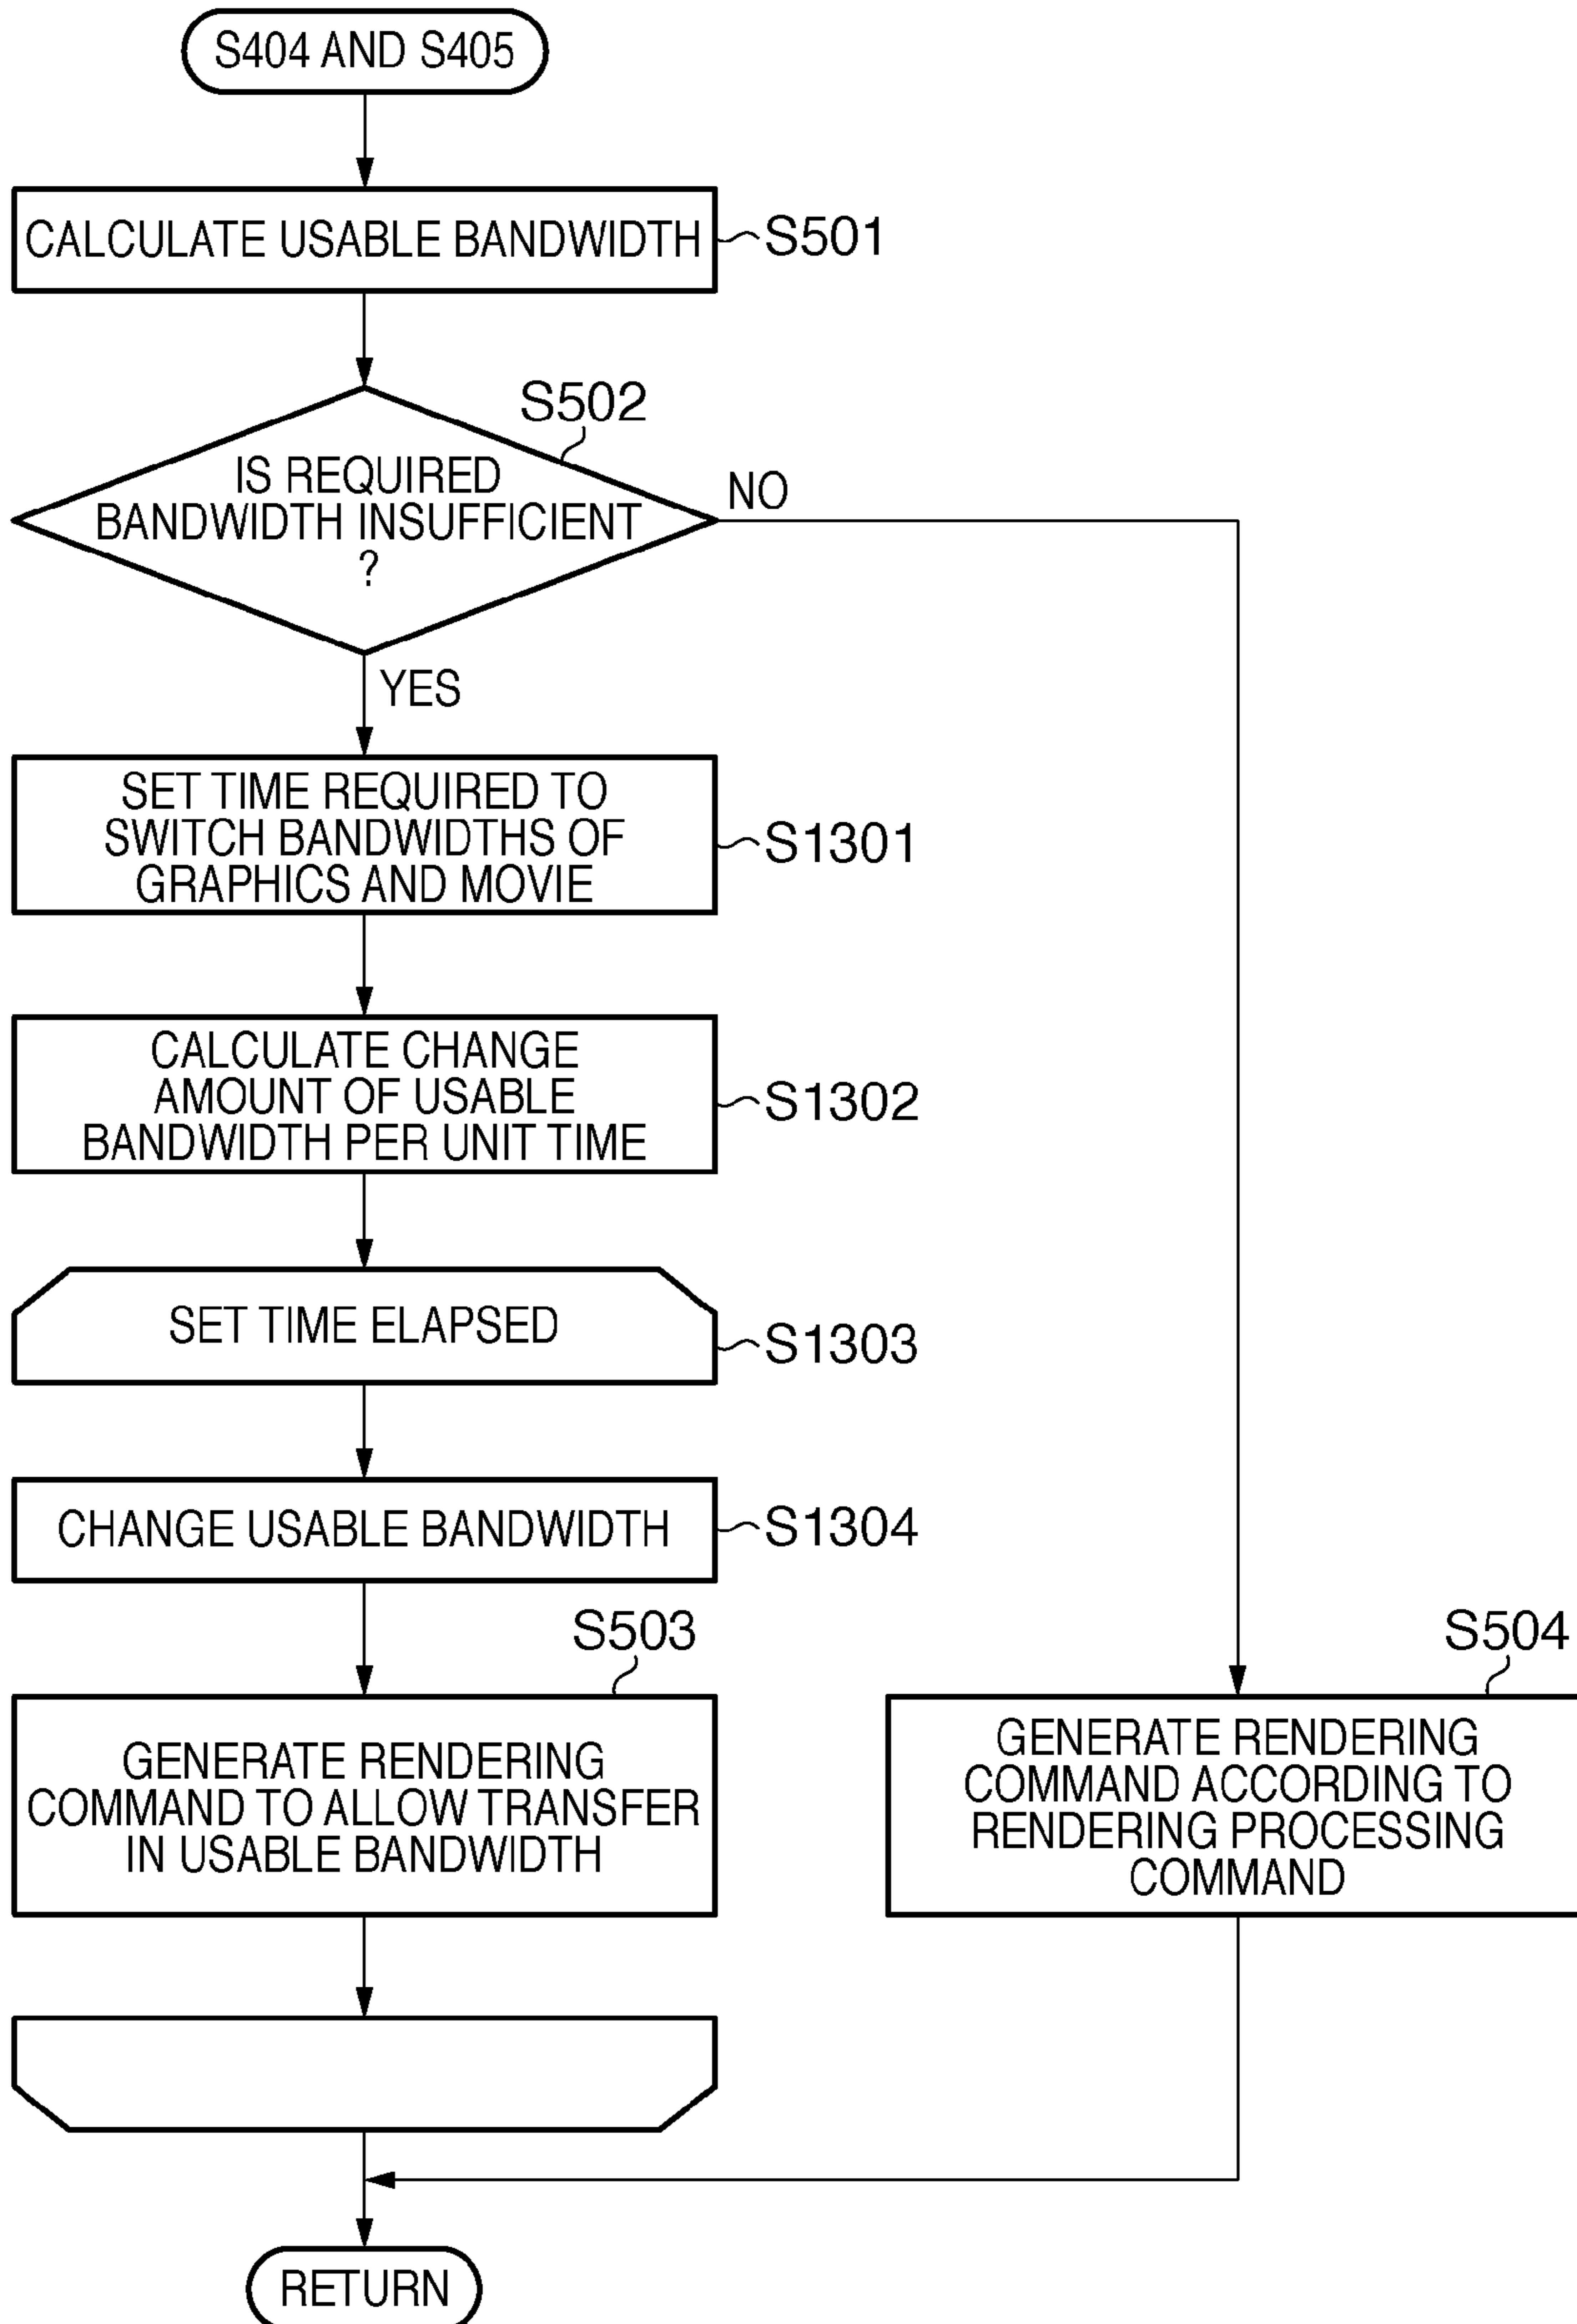 S404 AND S405
CALCULATE USABLE BANDWIDTH
S501
S502
IS REQUIRED
BANDWIDTH INSUFFICIENT
?
NO
YES
SET TIME REQUIRED TO
SWITCH BANDWIDTHS OF
GRAPHICS AND MOVIE
S1301
CALCULATE CHANGE
AMOUNT OF USABLE
BANDWIDTH PER UNIT TIME
S1302
SET TIME ELAPSED
S1303
CHANGE USABLE BANDWIDTH
S1304
S503
GENERATE RENDERING
COMMAND TO ALLOW TRANSFER
IN USABLE BANDWIDTH
S504
GENERATE RENDERING
COMMAND ACCORDING TO
RENDERING PROCESSING
COMMAND
RETURN